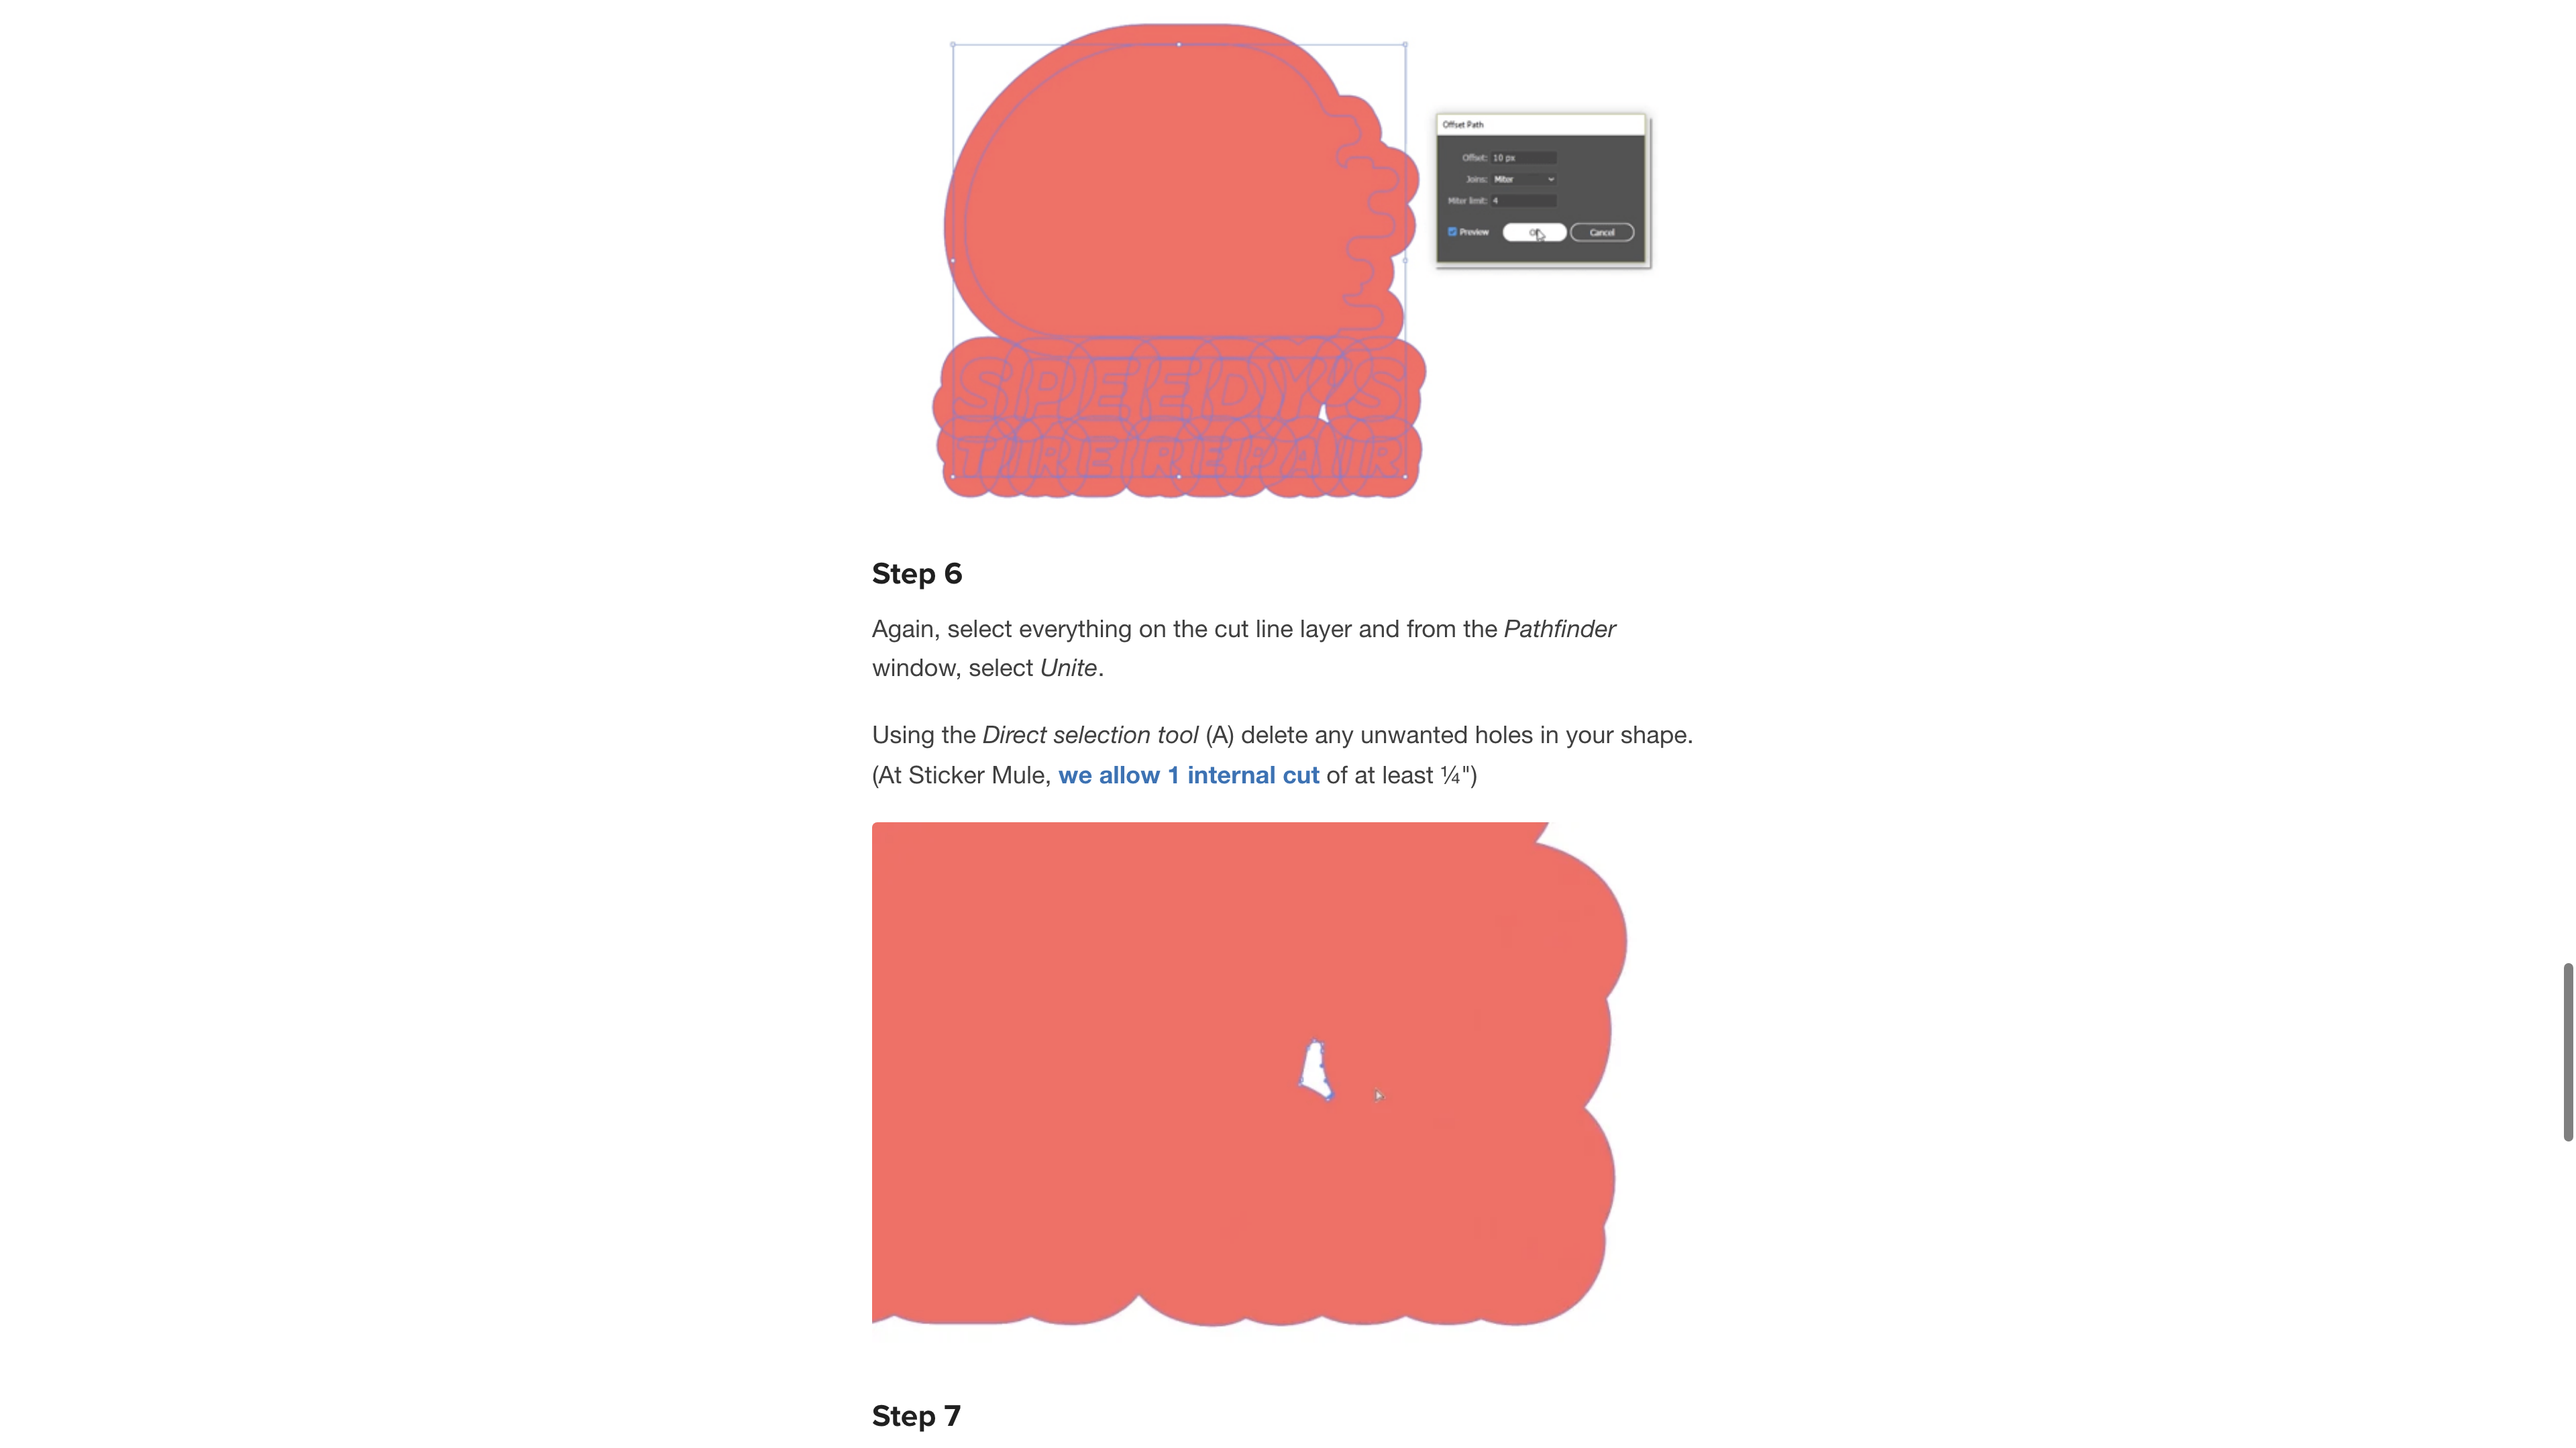 Offset Path
Offset: 10 px
Joins: Miter
Miter limit: 4
Preview
Cancel
SPEEDY'S
TIRE REPAIR
Step 6
Again, select everything on the cut line layer and from the Pathfinder
window, select Unite.
Using the Direct selection tool (A) delete any unwanted holes in your shape.
(At Sticker Mule, we allow 1 internal cut of at least ¼")
Step 7